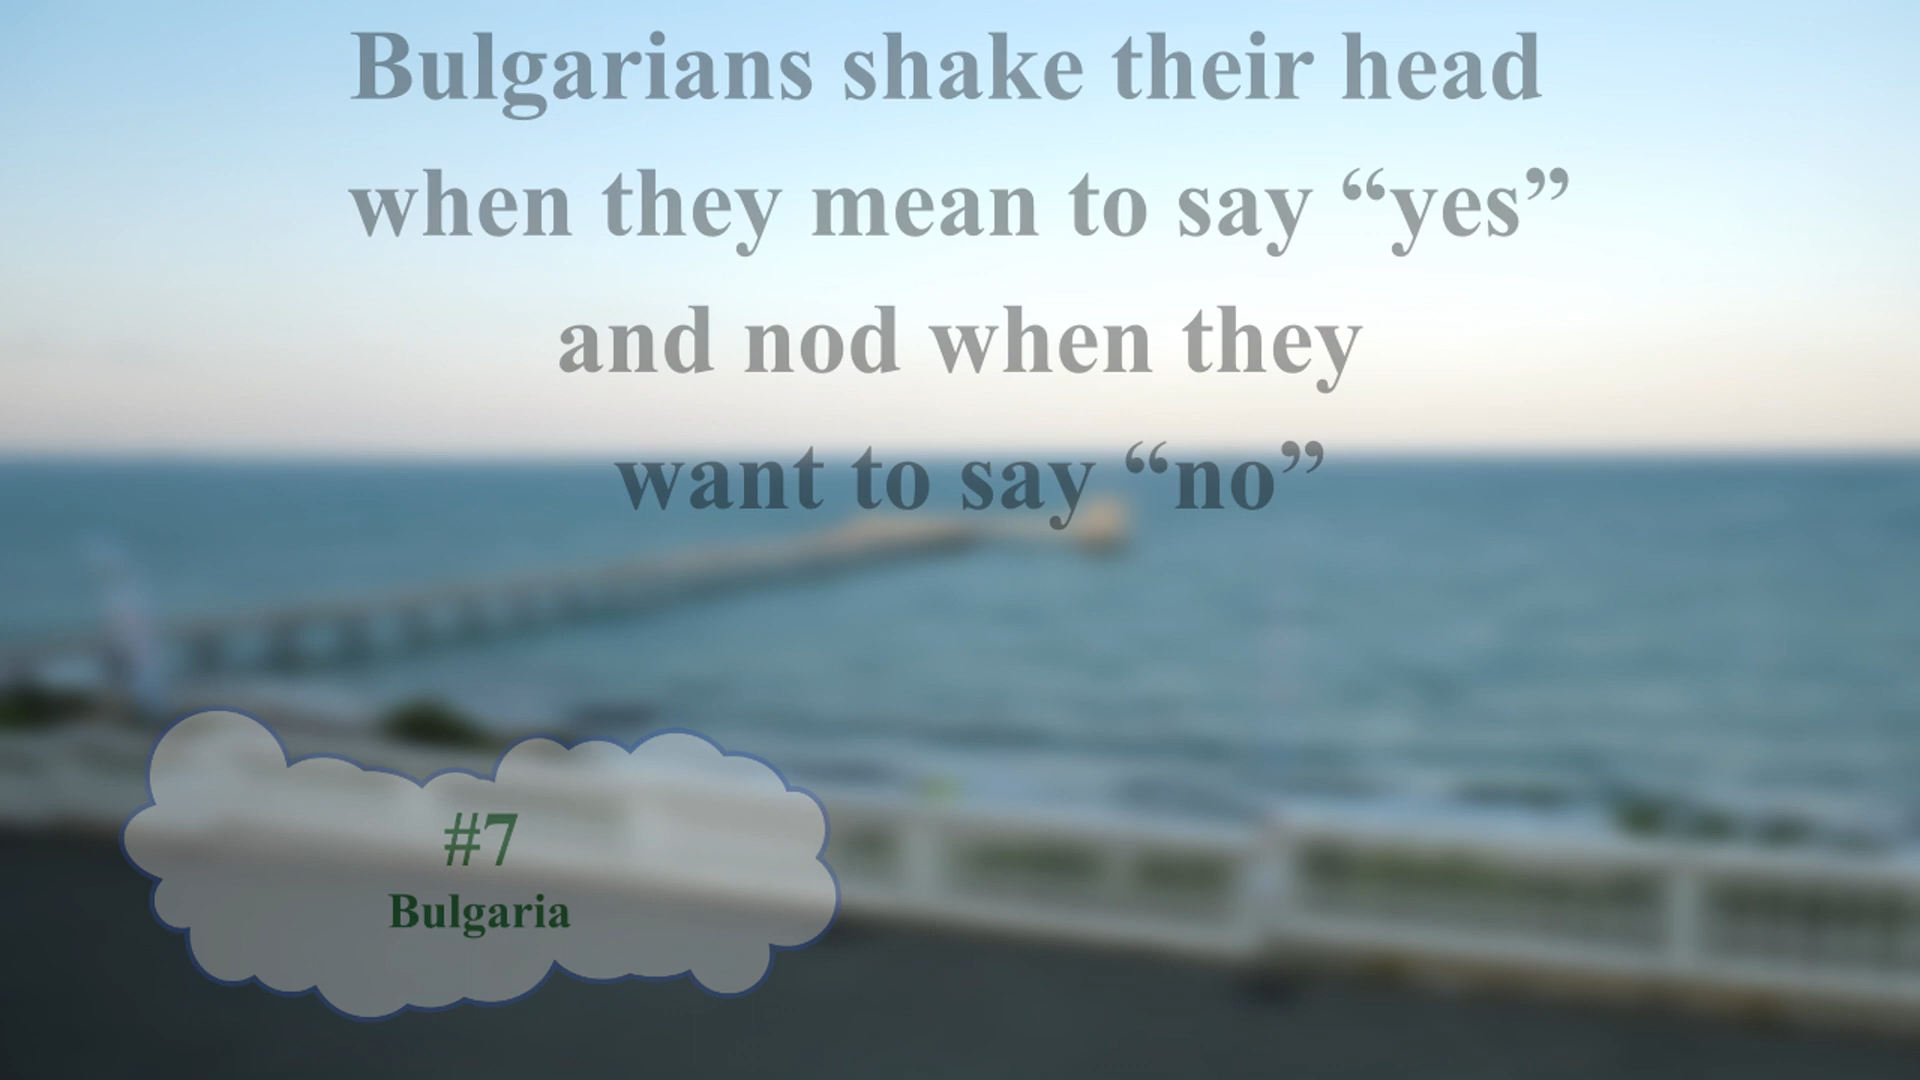 Bulgarians shake their head
when they mean to say “yes”
and nod when they
want to say “no”
#7
Bulgaria